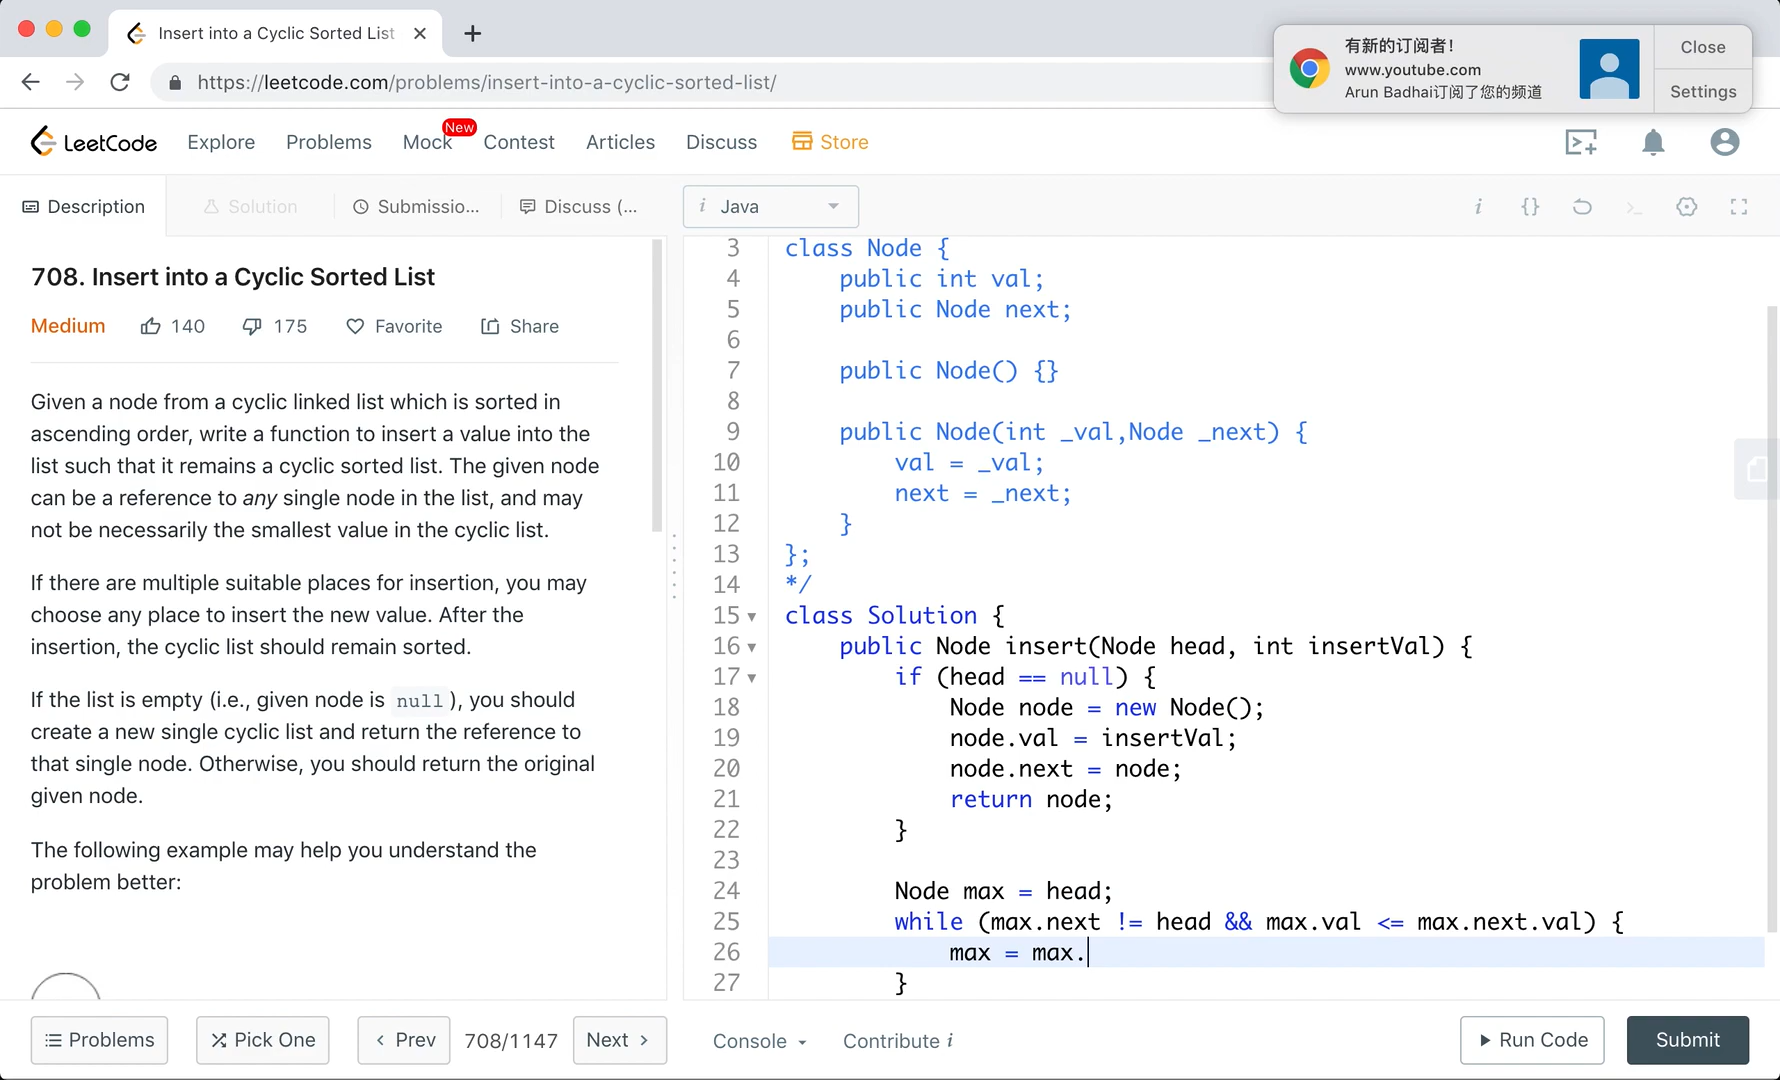 Insert into a Cyclic Sorted List
https://leetcode.com/problems/insert-into-a-cyclic-sorted-list/
有新的订阅者！
www.youtube.com
Arun Badhai订阅了您的频道
Close
Settings
LeetCode
Explore
Problems
Mock
New
Contest
Articles
Discuss
Store
Description
Solution
Submissio...
Discuss (...
i Java
i
{}
>_
708. Insert into a Cyclic Sorted List
Medium
140
175
Favorite
Share
Given a node from a cyclic linked list which is sorted in
ascending order, write a function to insert a value into the
list such that it remains a cyclic sorted list. The given node
can be a reference to any single node in the list, and may
not be necessarily the smallest value in the cyclic list.
If there are multiple suitable places for insertion, you may
choose any place to insert the new value. After the
insertion, the cyclic list should remain sorted.
If the list is empty (i.e., given node is null), you should
create a new single cyclic list and return the reference to
that single node. Otherwise, you should return the original
given node.
The following example may help you understand the
problem better:
3 class Node {
4 public int val;
5 public Node next;
6
7 public Node() {}
8
9 public Node(int _val,Node _next) {
10 val = _val;
11 next = _next;
12 }
13 };
14 */
15 class Solution {
16 public Node insert(Node head, int insertVal) {
17 if (head == null) {
18 Node node = new Node();
19 node.val = insertVal;
20 node.next = node;
21 return node;
22 }
23
24 Node max = head;
25 while (max.next != head && max.val <= max.next.val) {
26 max = max.
27 }
Problems
Pick One
Prev
708/1147
Next
Console
Contribute i
Run Code
Submit